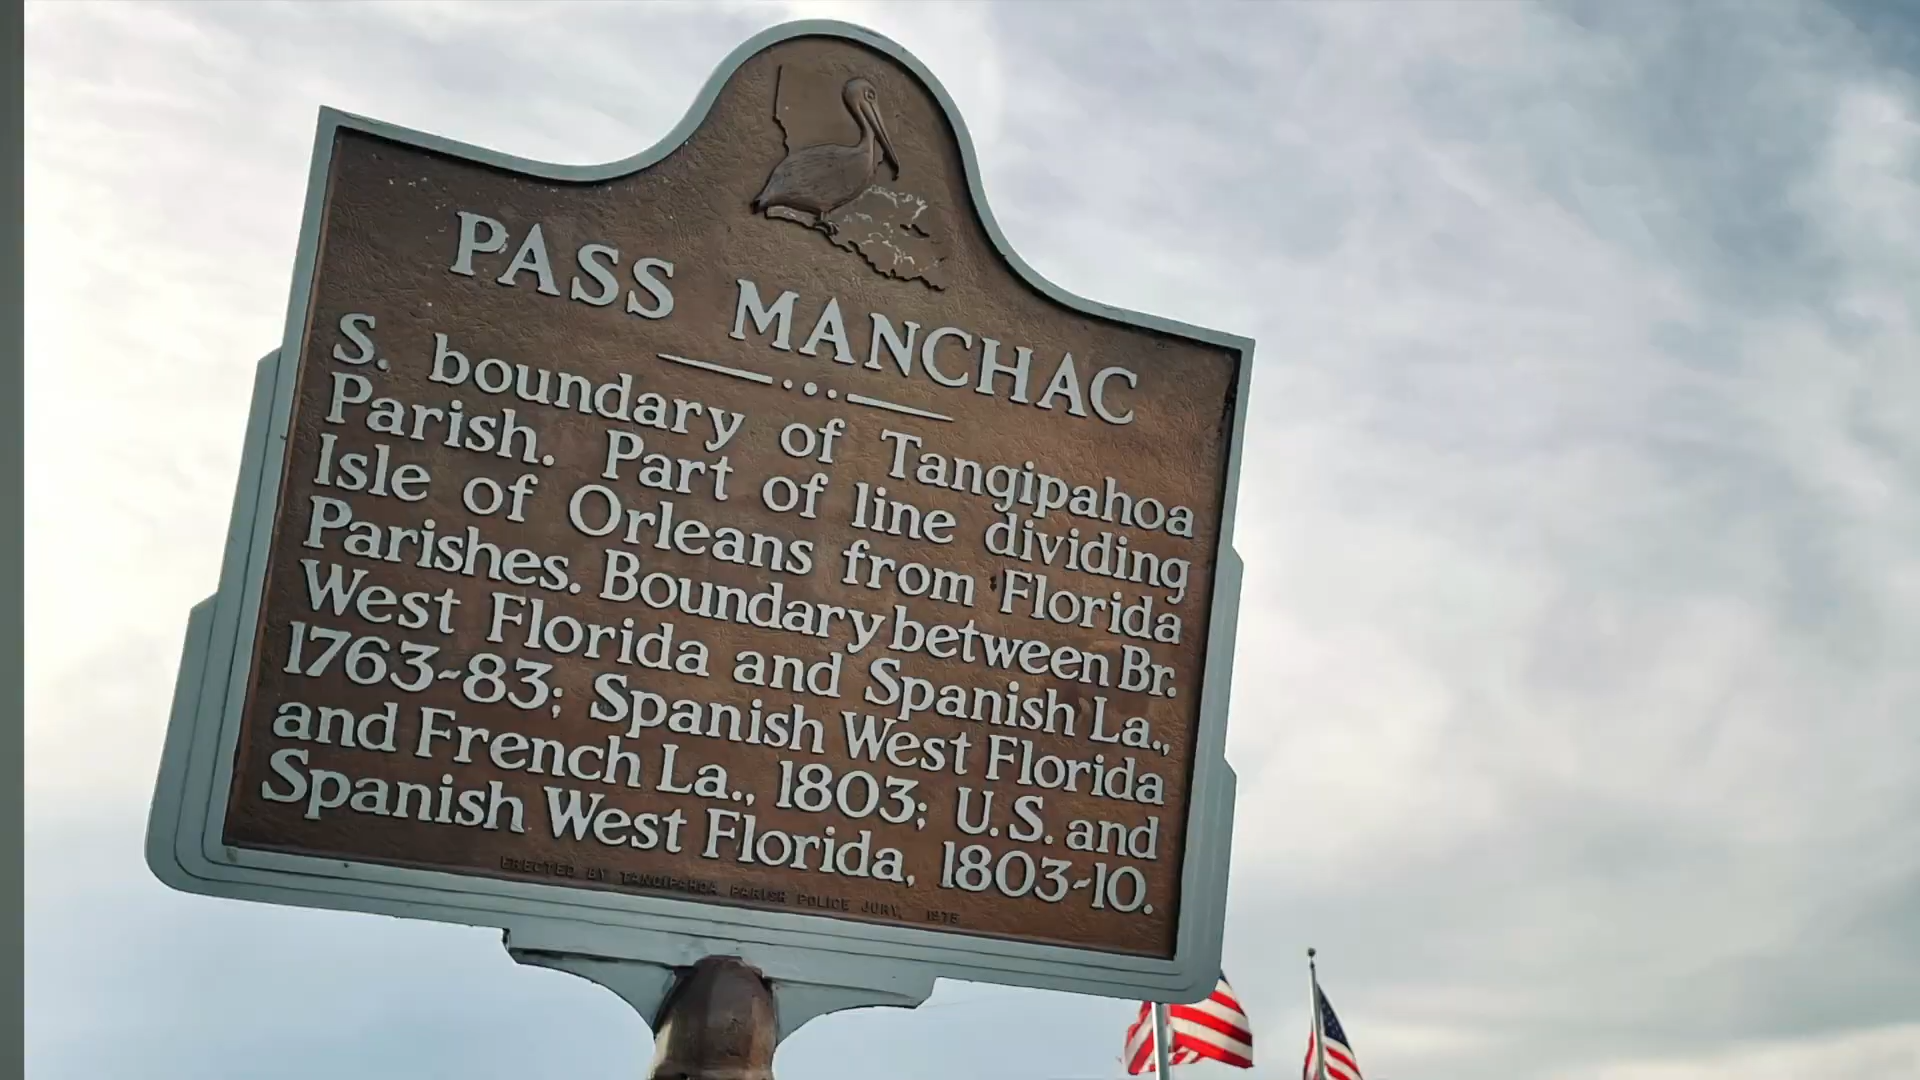 PASS MANCHAC
S. boundary of Tangipahoa
Parish. Part of line dividing
Isle of Orleans from Florida
Parishes. Boundary between Br.
West Florida and Spanish La.,
1763-83; Spanish West Florida
and French La., 1803; U.S. and
Spanish West Florida, 1803-10.
ERECTED BY TANGIPAHOA PARISH POLICE JURY, 1975